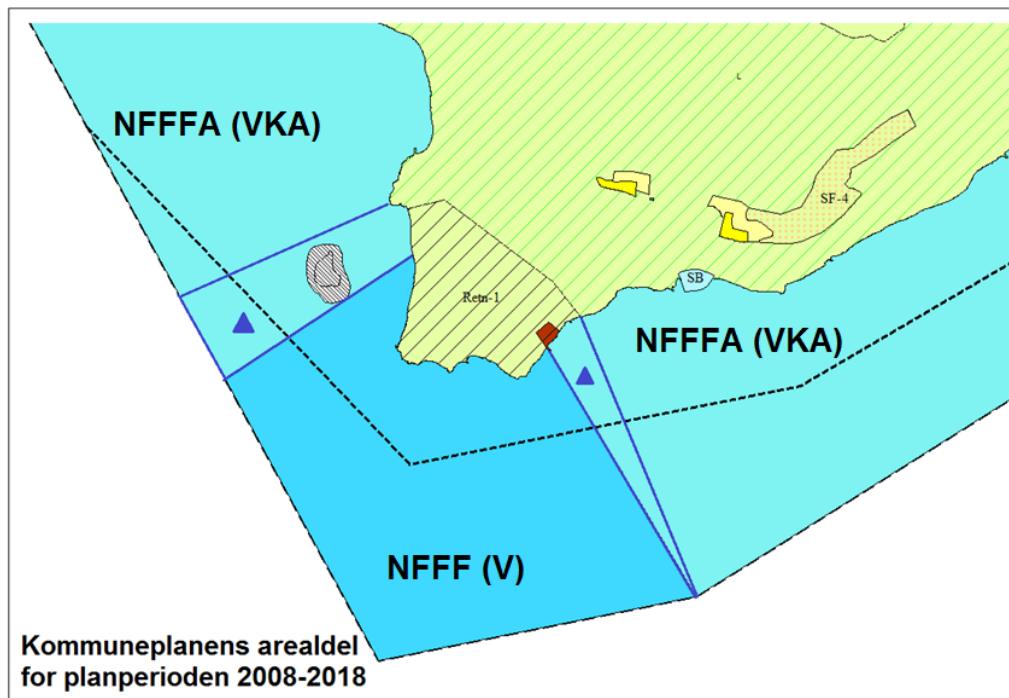 NFFFA (VKA)
L
SF-4
SB
Retn-1
NFFFA (VKA)
NFFF (V)
Kommuneplanens arealdel
for planperioden 2008-2018